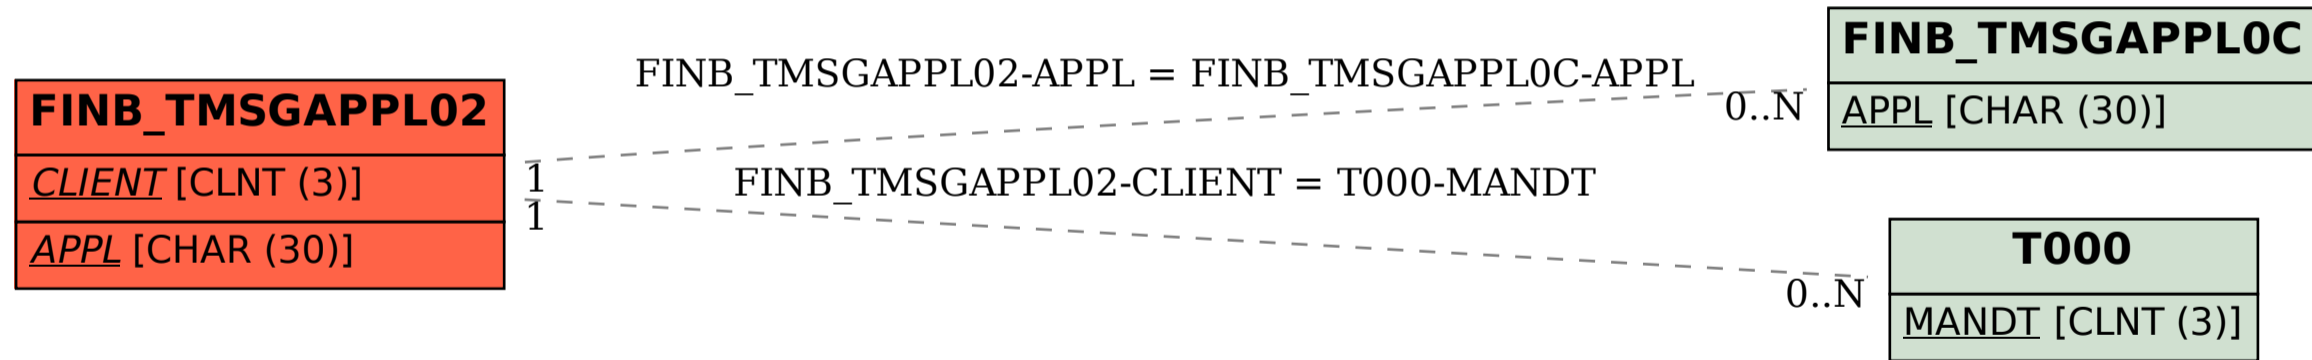 FINB_TMSGAPPL02
CLIENT [CLNT (3)]
APPL [CHAR (30)]
FINB_TMSGAPPL02-APPL = FINB_TMSGAPPL0C-APPL
1
0..N
FINB_TMSGAPPL02-CLIENT = T000-MANDT
1
0..N
FINB_TMSGAPPL0C
APPL [CHAR (30)]
T000
MANDT [CLNT (3)]